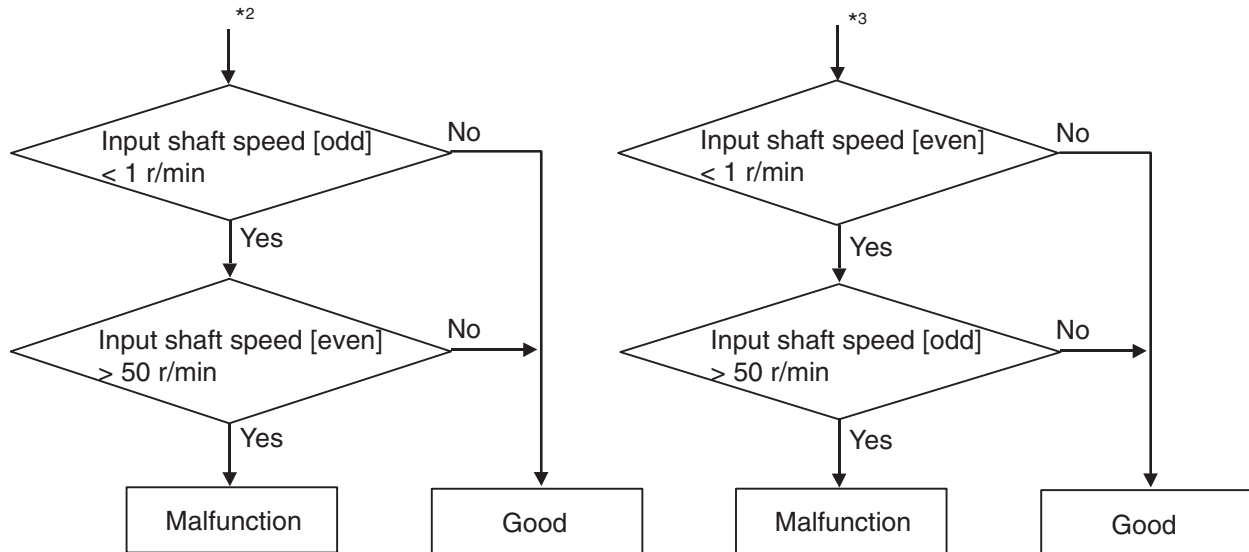 *2
Input shaft speed [odd]
< 1 r/min
No
Yes
Input shaft speed [even]
> 50 r/min
No
Yes
Malfunction
Good
*3
Input shaft speed [even]
< 1 r/min
No
Yes
Input shaft speed [odd]
> 50 r/min
No
Yes
Malfunction
Good